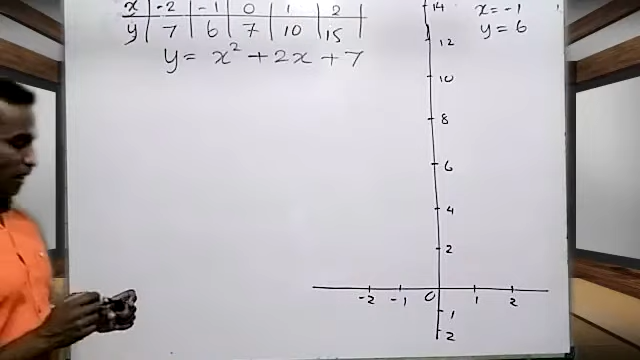 x -2 -1 0 1 2
y 7 6 7 10 15
y = x² + 2x + 7
x = -1
y = 6
14
12
10
8
6
4
2
-2 -1 0 1 2
1
2